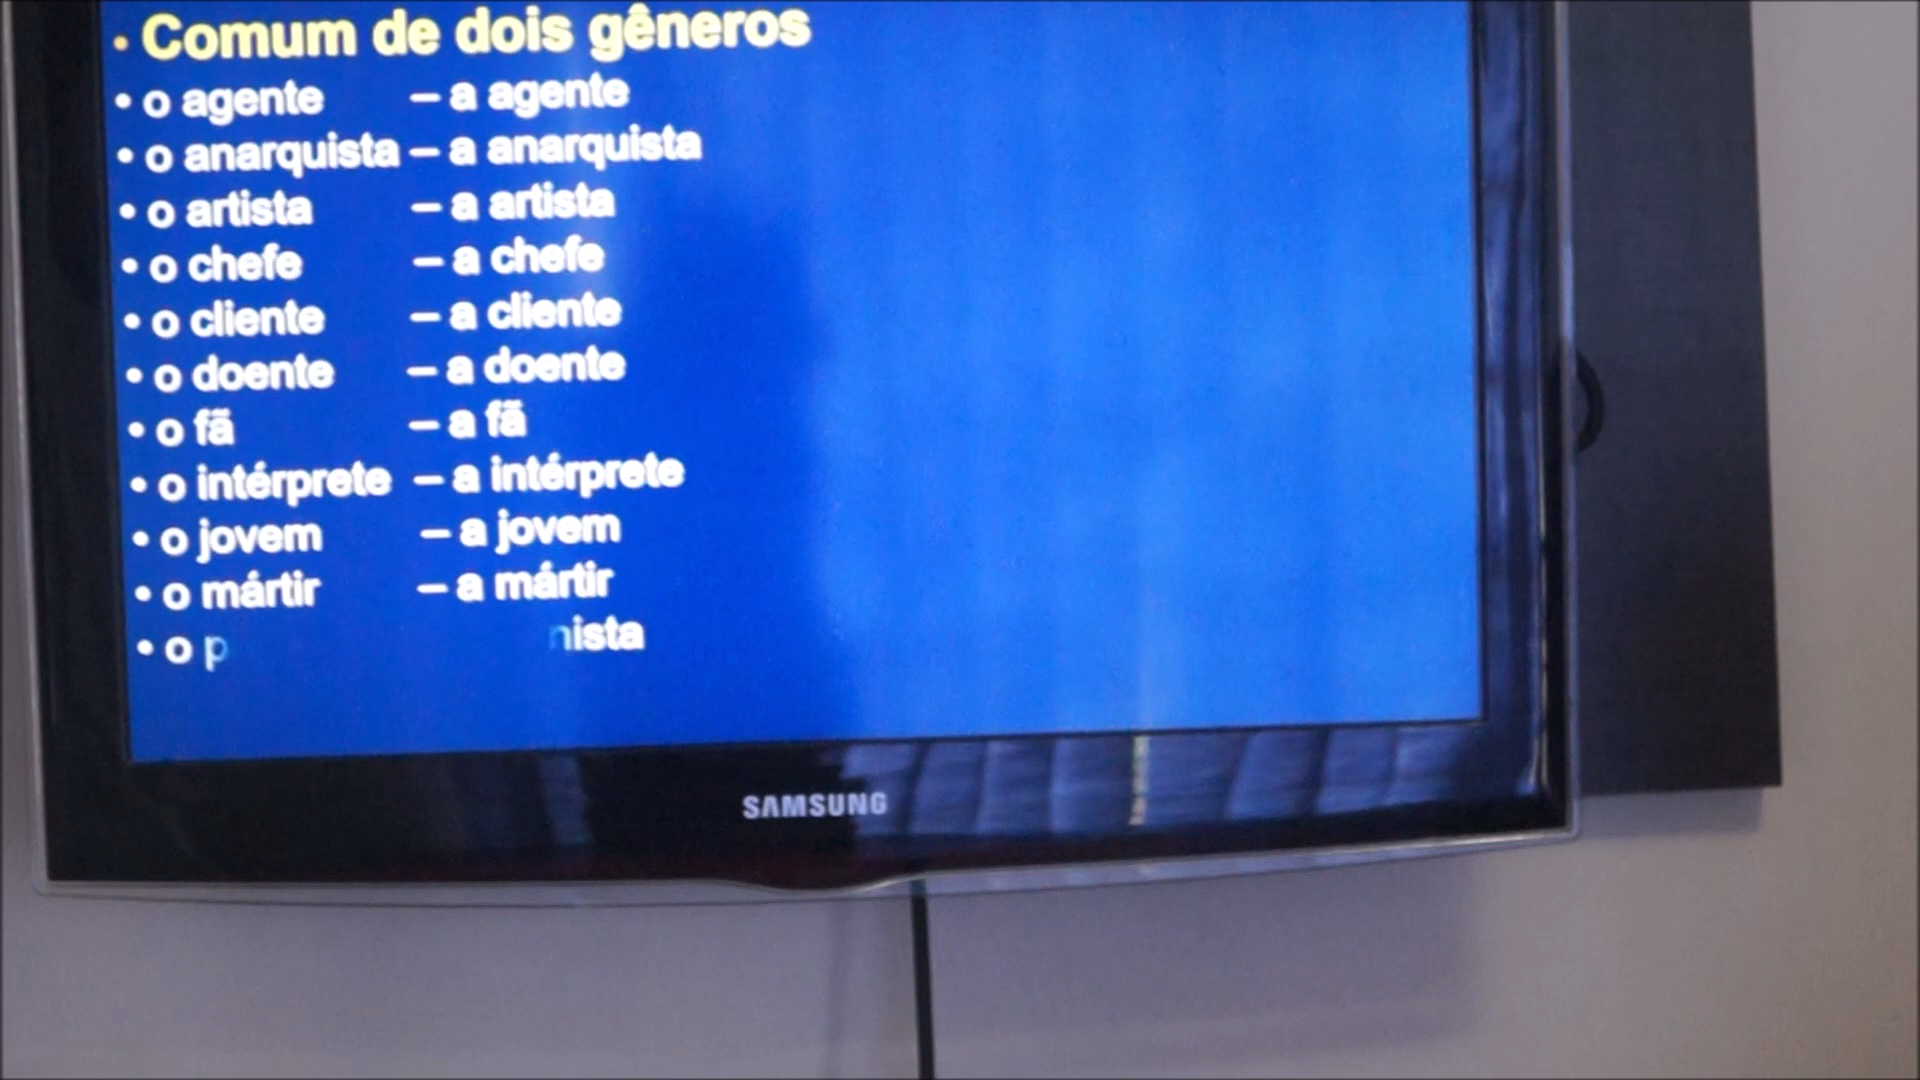 • Comum de dois gêneros
• o agente – a agente
• o anarquista – a anarquista
• o artista – a artista
• o chefe – a chefe
• o cliente – a cliente
• o doente – a doente
• o fã – a fã
• o intérprete – a intérprete
• o jovem – a jovem
• o mártir – a mártir
• o p nista
SAMSUNG